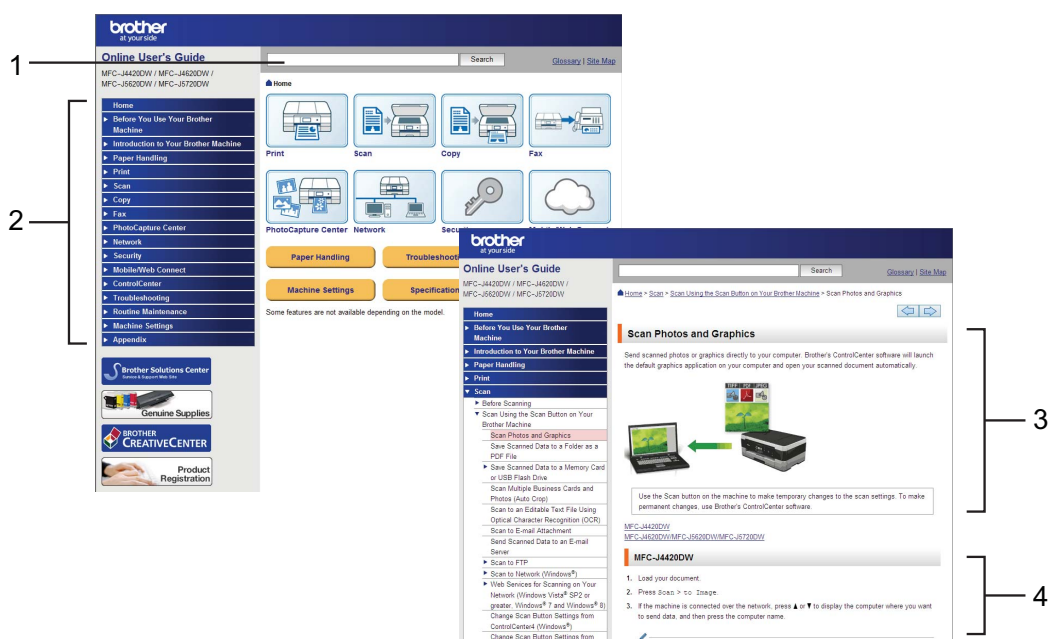 brother
at your side
Online User's Guide
MFC-J4420DW / MFC-J4620DW /
MFC-J5620DW / MFC-J5720DW
Search
Glossary | Site Map
1
2
Home
Before You Use Your Brother
Machine
Introduction to Your Brother Machine
Paper Handling
Print
Scan
Copy
Fax
PhotoCapture Center
Network
Security
Mobile/Web Connect
ControlCenter
Troubleshooting
Routine Maintenance
Machine Settings
Appendix
Brother Solutions Center
Service & Support Web Site
Genuine Supplies
BROTHER
CREATIVECENTER
Product
Registration
Home
Print
Scan
Copy
Fax
PhotoCapture Center
Network
Paper Handling
Machine Settings
Some features are not available depending on the model.
brother
at your side
Online User's Guide
MFC-J4420DW / MFC-J4620DW /
MFC-J5620DW / MFC-J5720DW
Search
Glossary | Site Map
Home
Before You Use Your Brother
Machine
Introduction to Your Brother Machine
Paper Handling
Print
Scan
Before Scanning
Scan Using the Scan Button on Your
Brother Machine
Scan Photos and Graphics
Save Scanned Data to a Folder as a
PDF File
Save Scanned Data to a Memory Card
or USB Flash Drive
Scan Multiple Business Cards and
Photos (Auto Crop)
Scan to an Editable Text File Using
Optical Character Recognition (OCR)
Scan to E-mail Attachment
Send Scanned Data to an E-mail
Server
Scan to FTP
Scan to Network (Windows®)
Web Services for Scanning on Your
Network (Windows Vista® SP2 or
greater, Windows® 7 and Windows® 8)
Change Scan Button Settings from
ControlCenter4 (Windows®)
Change Scan Button Settings from
Home > Scan > Scan Using the Scan Button on Your Brother Machine > Scan Photos and Graphics
Scan Photos and Graphics
Send scanned photos or graphics directly to your computer. Brother's ControlCenter software will launch
the default graphics application on your computer and open your scanned document automatically.
TIFF PDF JPEG
Use the Scan button on the machine to make temporary changes to the scan settings. To make
permanent changes, use Brother's ControlCenter software.
MFC-J4420DW
MFC-J4620DW/MFC-J5620DW/MFC-J5720DW
MFC-J4420DW
1. Load your document.
2. Press Scan > to Image.
3. If the machine is connected over the network, press ▲ or ▼ to display the computer where you want
to send data, and then press the computer name.
3
4